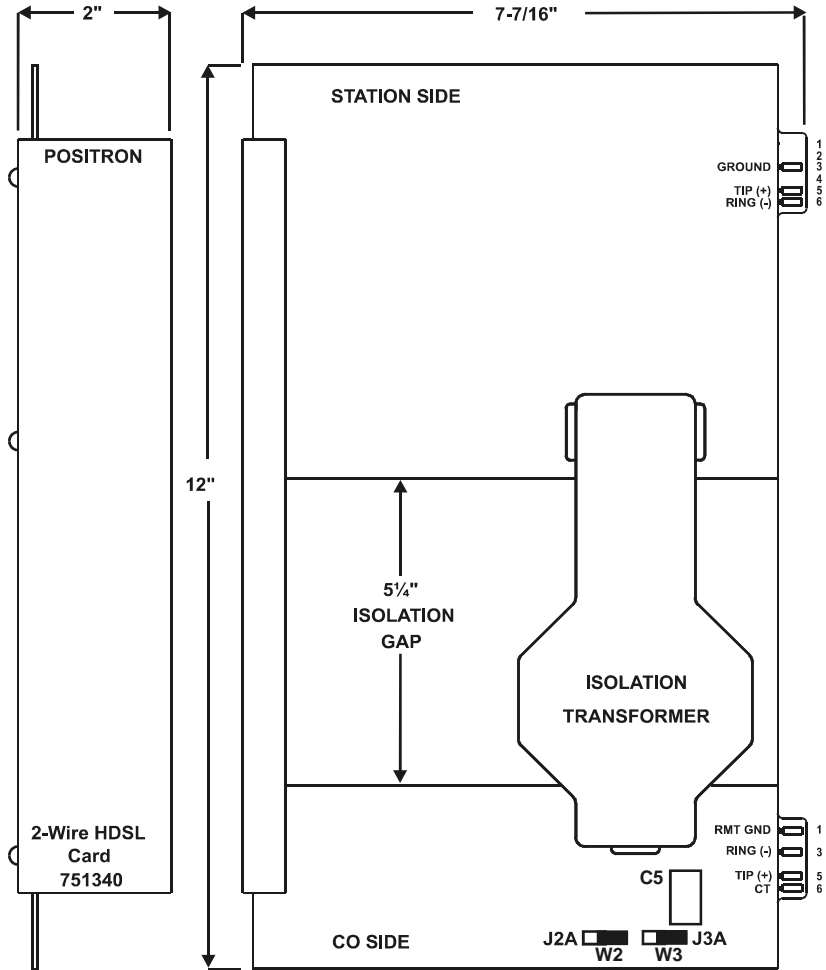 2"
7-7/16"
STATION SIDE
POSITRON
1
2
GROUND 3
4
TIP (+) 5
RING (-) 6
12"
5¼"
ISOLATION
GAP
ISOLATION
TRANSFORMER
2-Wire HDSL
Card
751340
RMT GND 1
RING (-) 3
TIP (+) 5
CT 6
C5
CO SIDE
J2A J3A
W2 W3